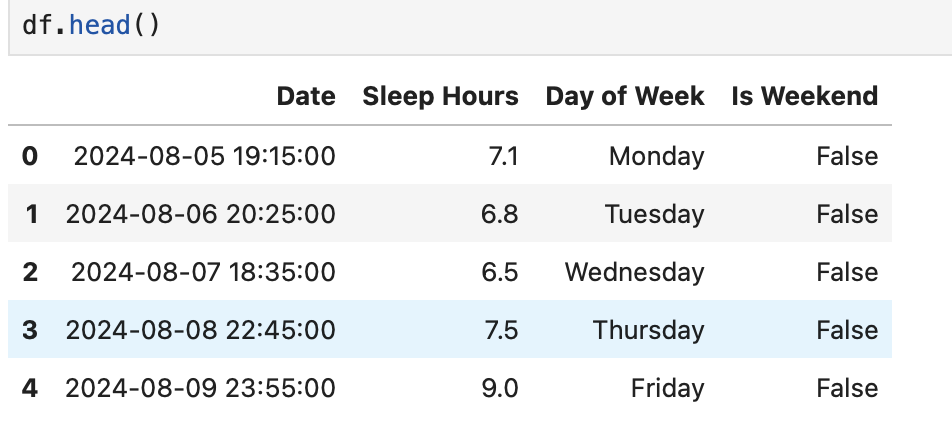 df.head()
Date Sleep Hours Day of Week Is Weekend
0 2024-08-05 19:15:00 7.1 Monday False
1 2024-08-06 20:25:00 6.8 Tuesday False
2 2024-08-07 18:35:00 6.5 Wednesday False
3 2024-08-08 22:45:00 7.5 Thursday False
4 2024-08-09 23:55:00 9.0 Friday False